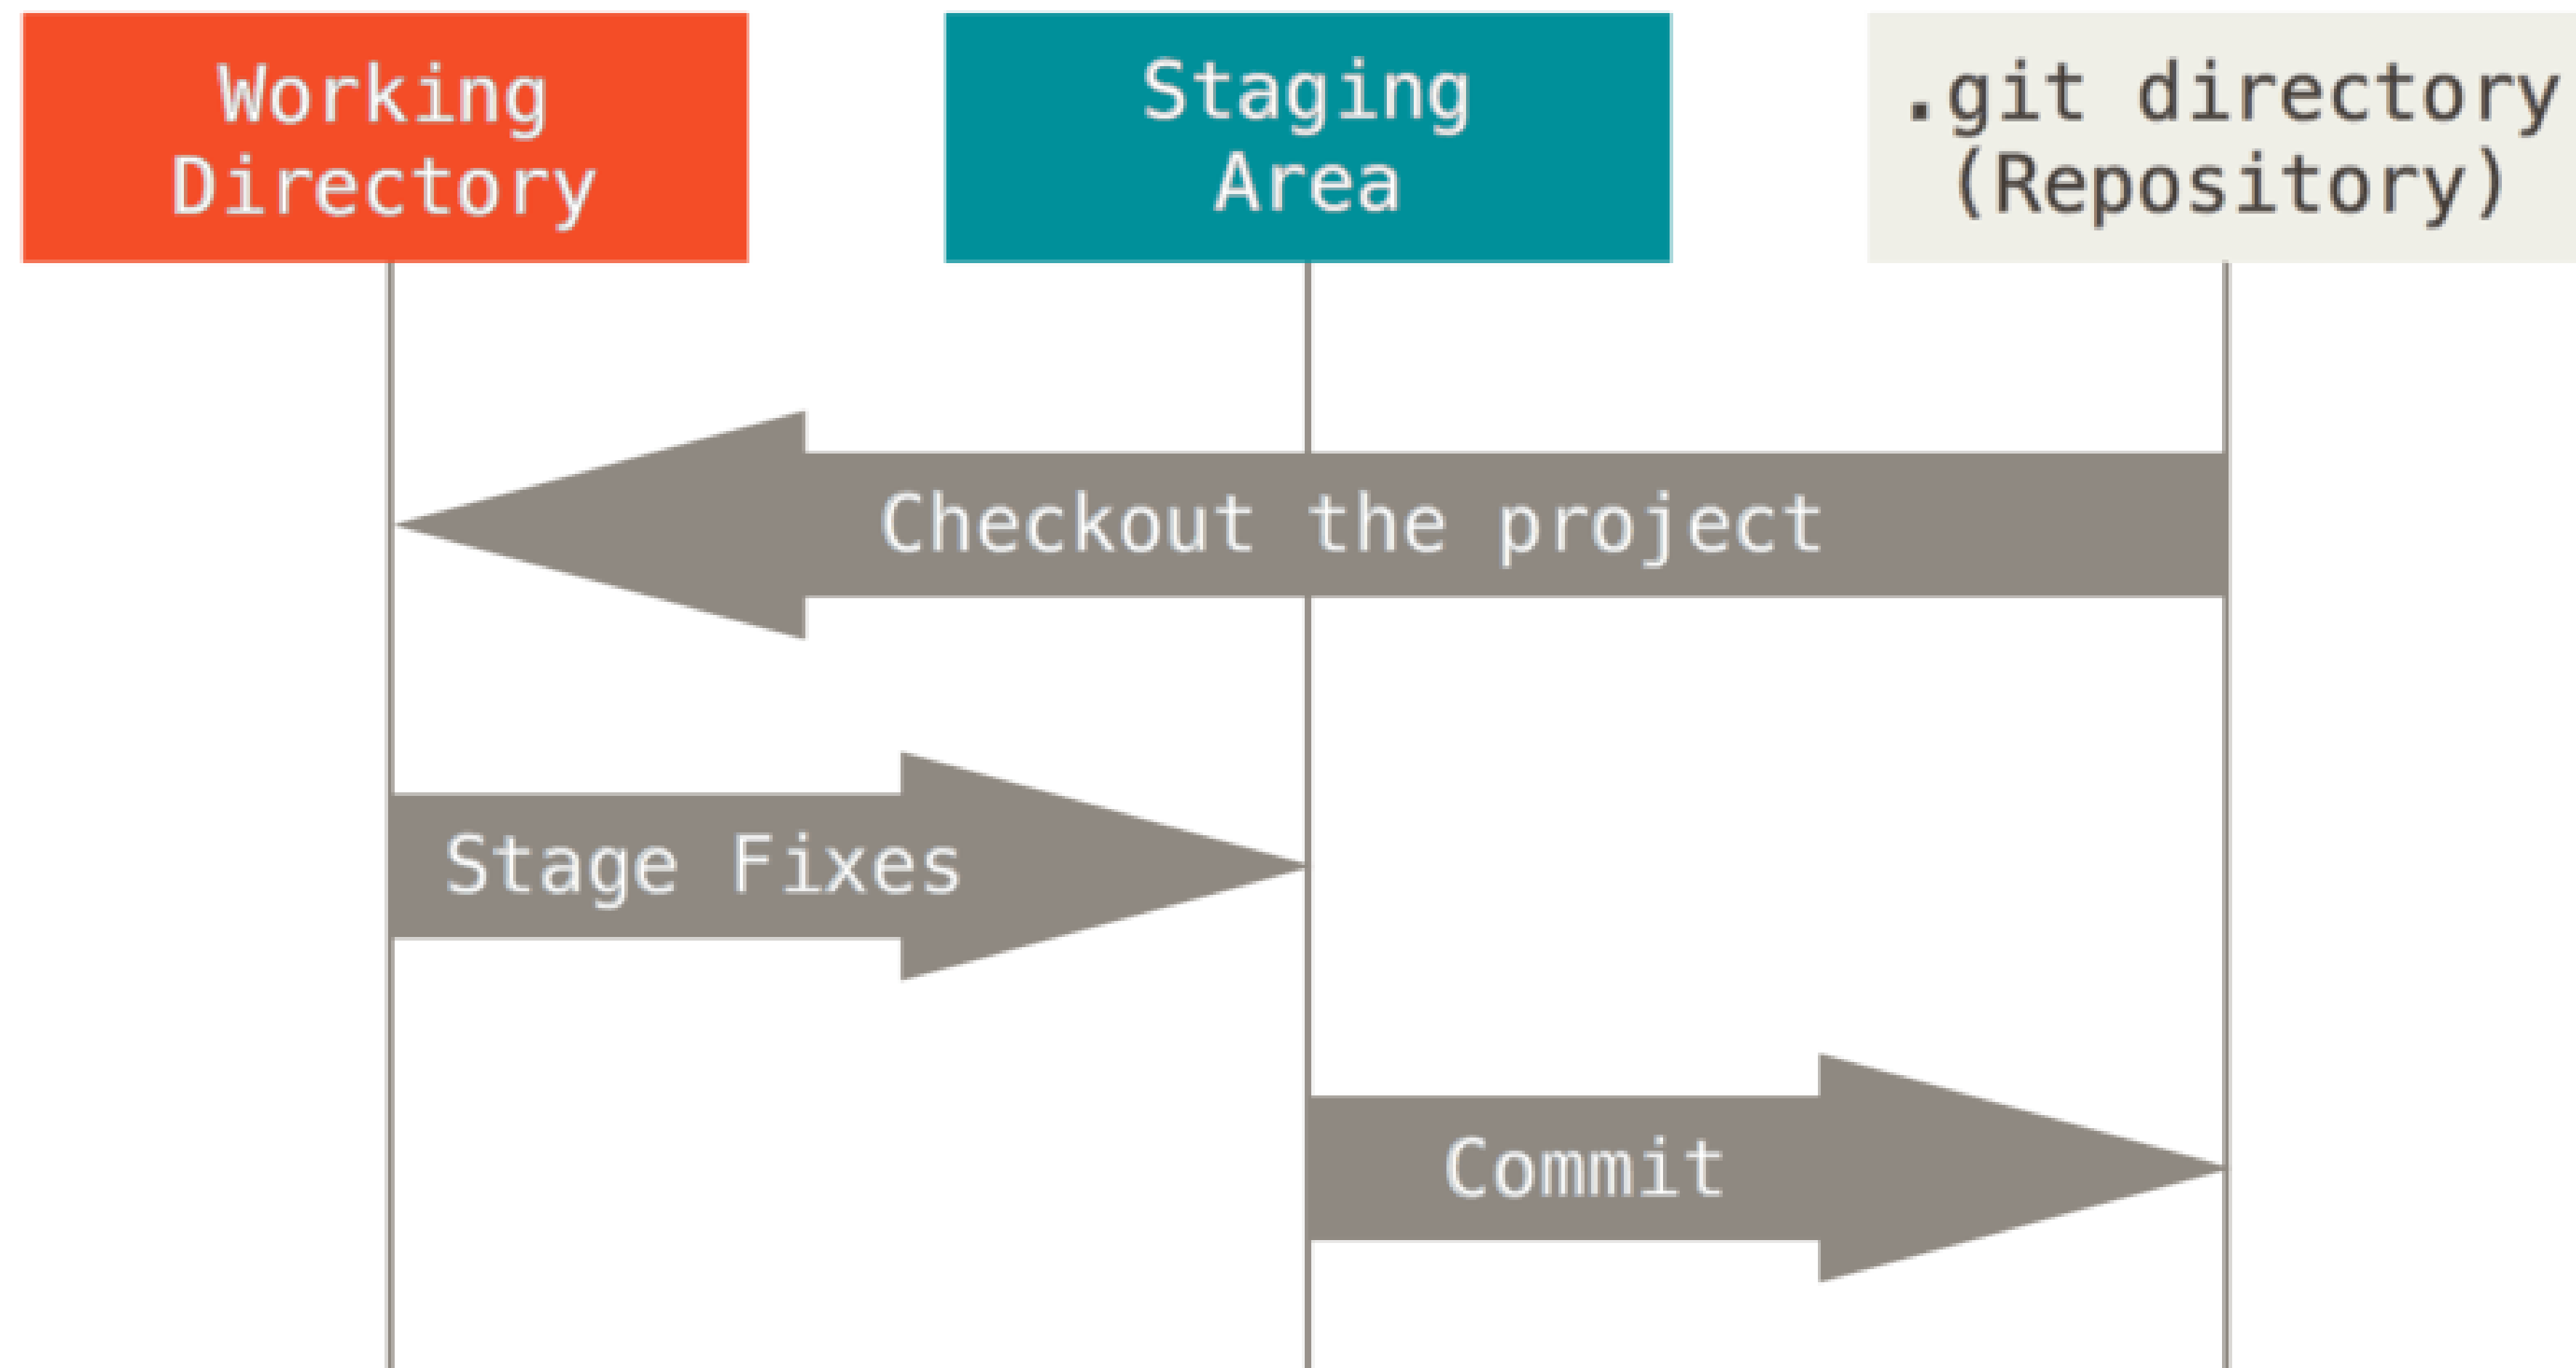 Working
Directory
Staging
Area
.git directory
(Repository)
Checkout the project
Stage Fixes
Commit